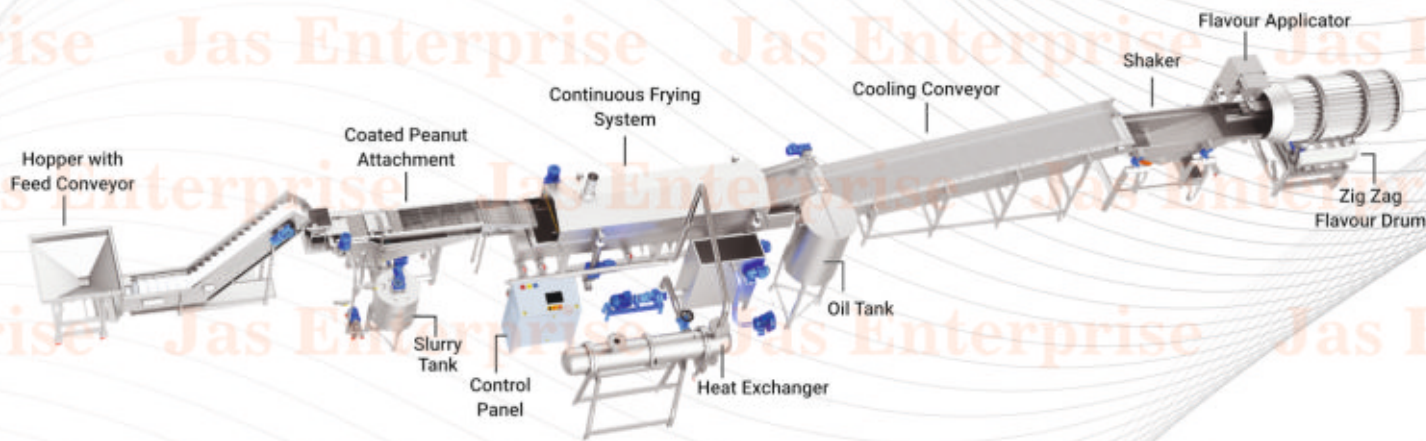 Jas Enterprise
Flavour Applicator
Shaker
Cooling Conveyor
Continuous Frying
System
Coated Peanut
Attachment
Hopper with
Feed Conveyor
Zig Zag
Flavour Drum
Oil Tank
Slurry
Tank
Control
Panel
Heat Exchanger